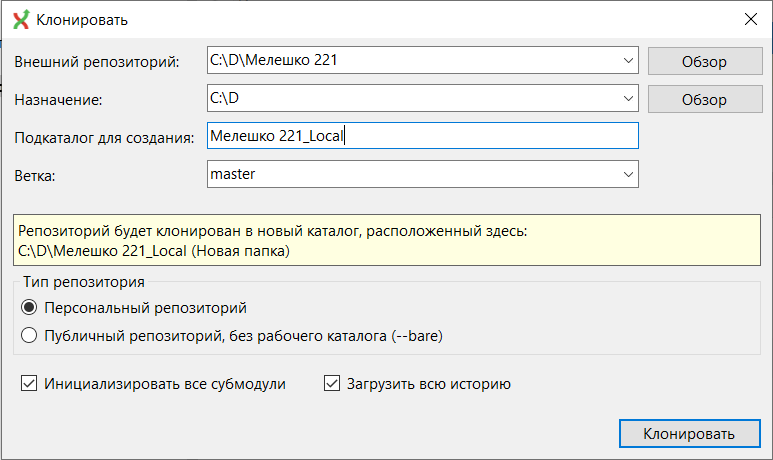 Клонировать
Внешний репозиторий: C:\D\Мелешко 221 Обзор
Назначение: C:\D Обзор
Подкаталог для создания: Мелешко 221_Local
Ветка: master
Репозиторий будет клонирован в новый каталог, расположенный здесь:
C:\D\Мелешко 221_Local (Новая папка)
Тип репозитория
Персональный репозиторий
Публичный репозиторий, без рабочего каталога (--bare)
Инициализировать все субмодули Загрузить всю историю
Клонировать